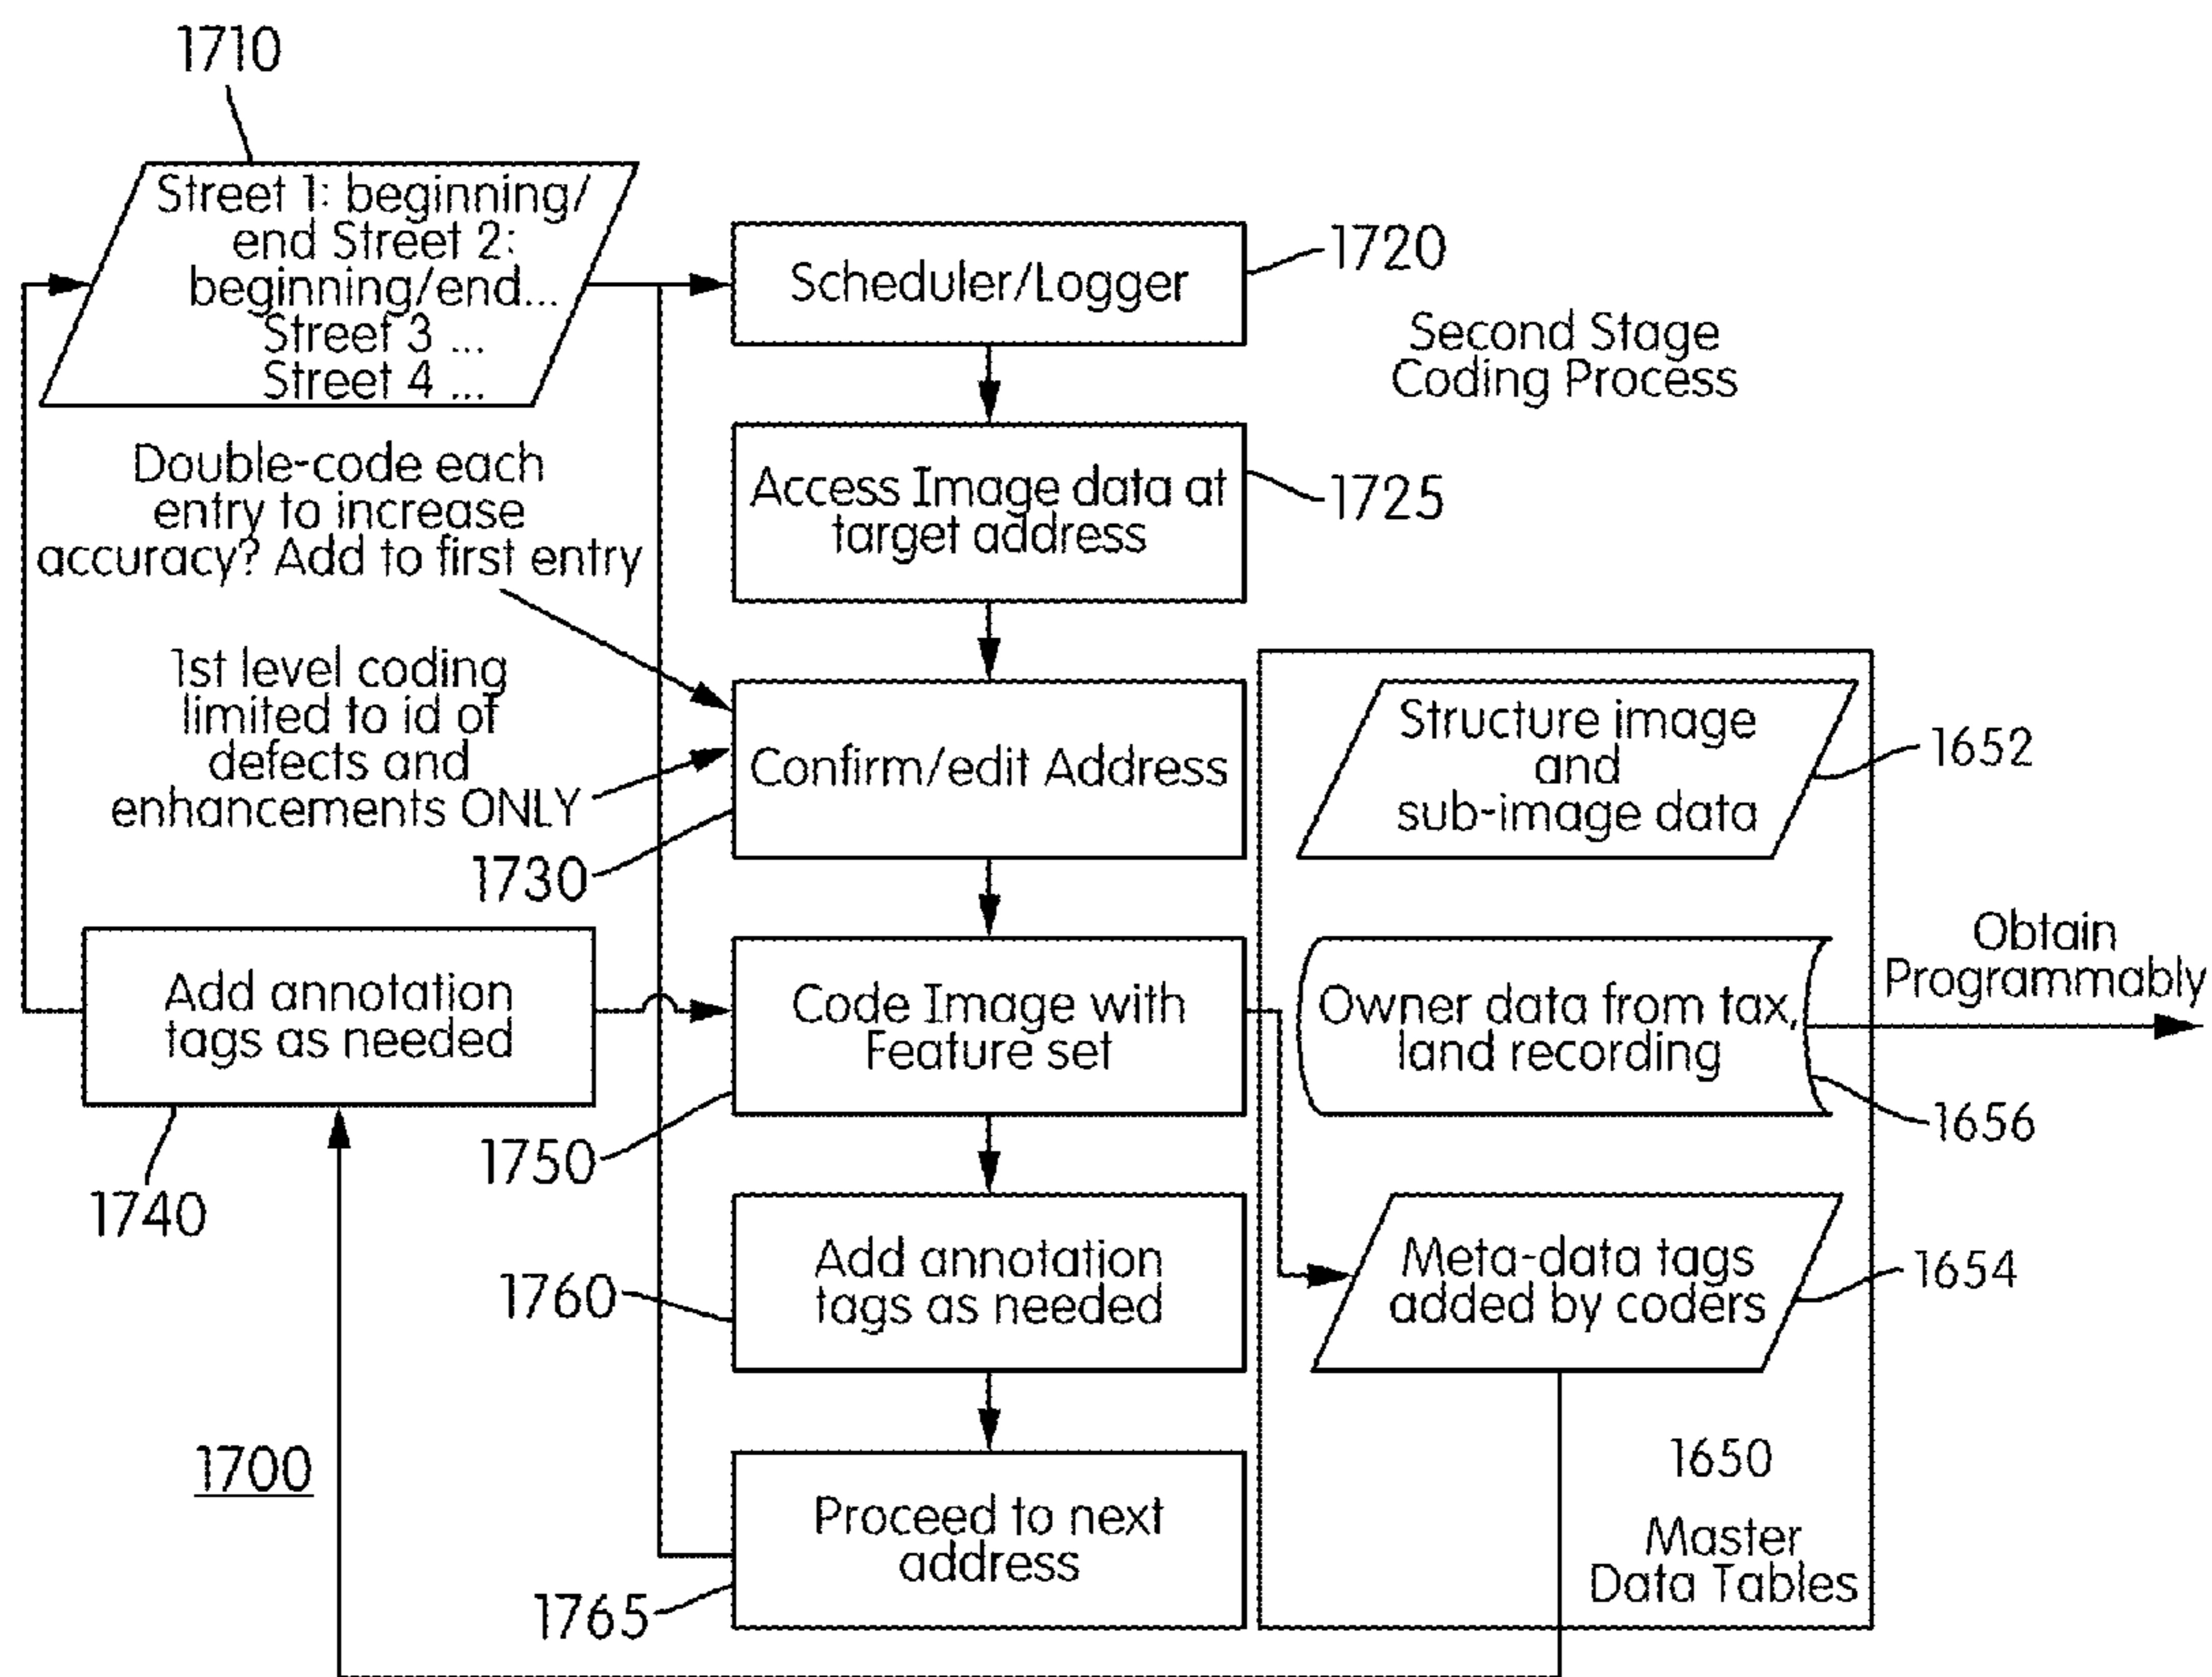 1710
Street 1: beginning/
end Street 2:
beginning/end...
Street 3 ...
Street 4 ...
Scheduler/Logger
1720
Second Stage
Coding Process
Access Image data at
target address
1725
Double-code each
entry to increase
accuracy? Add to first entry
1st level coding
limited to id of
defects and
enhancements ONLY
Confirm/edit Address
1730
Structure image
and
sub-image data
1652
Add annotation
tags as needed
1740
Code Image with
Feature set
1750
Owner data from tax,
land recording
1656
Obtain
Programmably
Add annotation
tags as needed
1760
Meta-data tags
added by coders
1654
1700
Proceed to next
address
1765
1650
Master
Data Tables